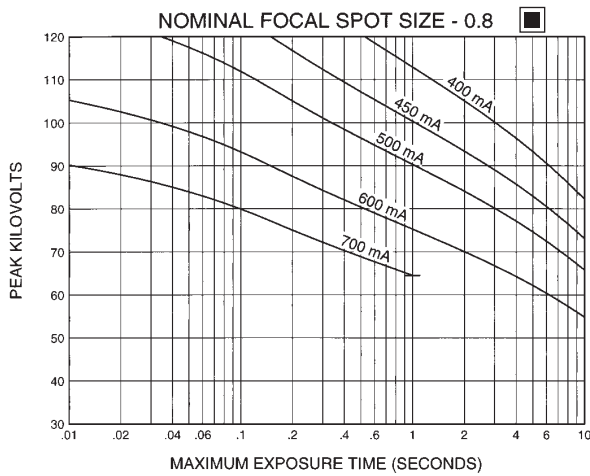 NOMINAL FOCAL SPOT SIZE - 0.8
120
110
100
90
80
70
60
50
40
30
PEAK KILOVOLTS
400 mA
450 mA
500 mA
600 mA
700 mA
.01 .02 .04 .06 .1 .2 .4 .6 1 2 4 6 10
MAXIMUM EXPOSURE TIME (SECONDS)